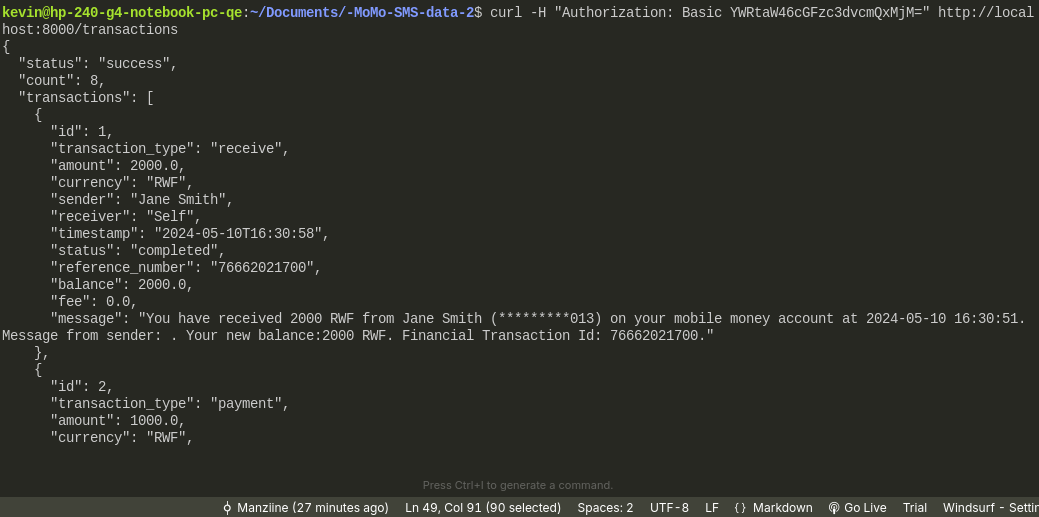 kevin@hp-240-g4-notebook-pc-qe:~/Documents/-MoMo-SMS-data-2$ curl -H "Authorization: Basic YWRtaW46cGFzc3dvcmQxMjM=" http://local
host:8000/transactions
{
  "status": "success",
  "count": 8,
  "transactions": [
    {
      "id": 1,
      "transaction_type": "receive",
      "amount": 2000.0,
      "currency": "RWF",
      "sender": "Jane Smith",
      "receiver": "Self",
      "timestamp": "2024-05-10T16:30:58",
      "status": "completed",
      "reference_number": "76662021700",
      "balance": 2000.0,
      "fee": 0.0,
      "message": "You have received 2000 RWF from Jane Smith (*********013) on your mobile money account at 2024-05-10 16:30:51.
Message from sender: . Your new balance:2000 RWF. Financial Transaction Id: 76662021700."
    },
    {
      "id": 2,
      "transaction_type": "payment",
      "amount": 1000.0,
      "currency": "RWF",
Press Ctrl+I to generate a command.
Manziine (27 minutes ago) Ln 49, Col 91 (90 selected) Spaces: 2 UTF-8 LF {} Markdown Go Live Trial Windsurf - Settin